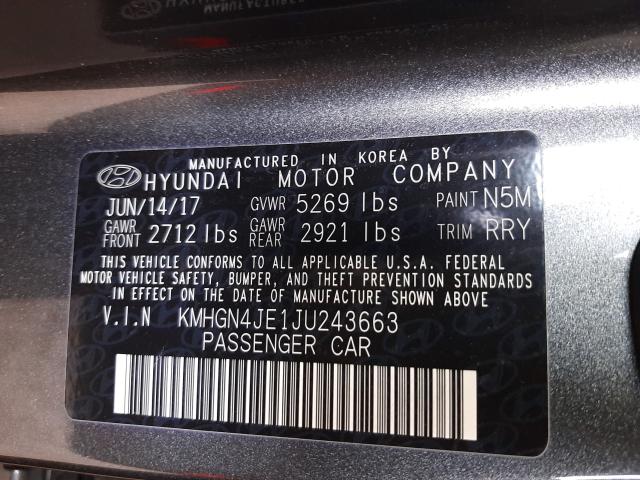 MANUFACTURED IN KOREA BY
HYUNDAI MOTOR COMPANY
JUN/14/17 GVWR 5269 lbs PAINT N5M
GAWR FRONT 2712 lbs GAWR REAR 2921 lbs TRIM RRY
THIS VEHICLE CONFORMS TO ALL APPLICABLE U.S.A. FEDERAL
MOTOR VEHICLE SAFETY, BUMPER, AND THEFT PREVENTION STANDARDS
IN EFFECT ON THE DATE OF MANUFACTURE SHOWN ABOVE
V.I.N KMHGN4JE1JU243663
PASSENGER CAR